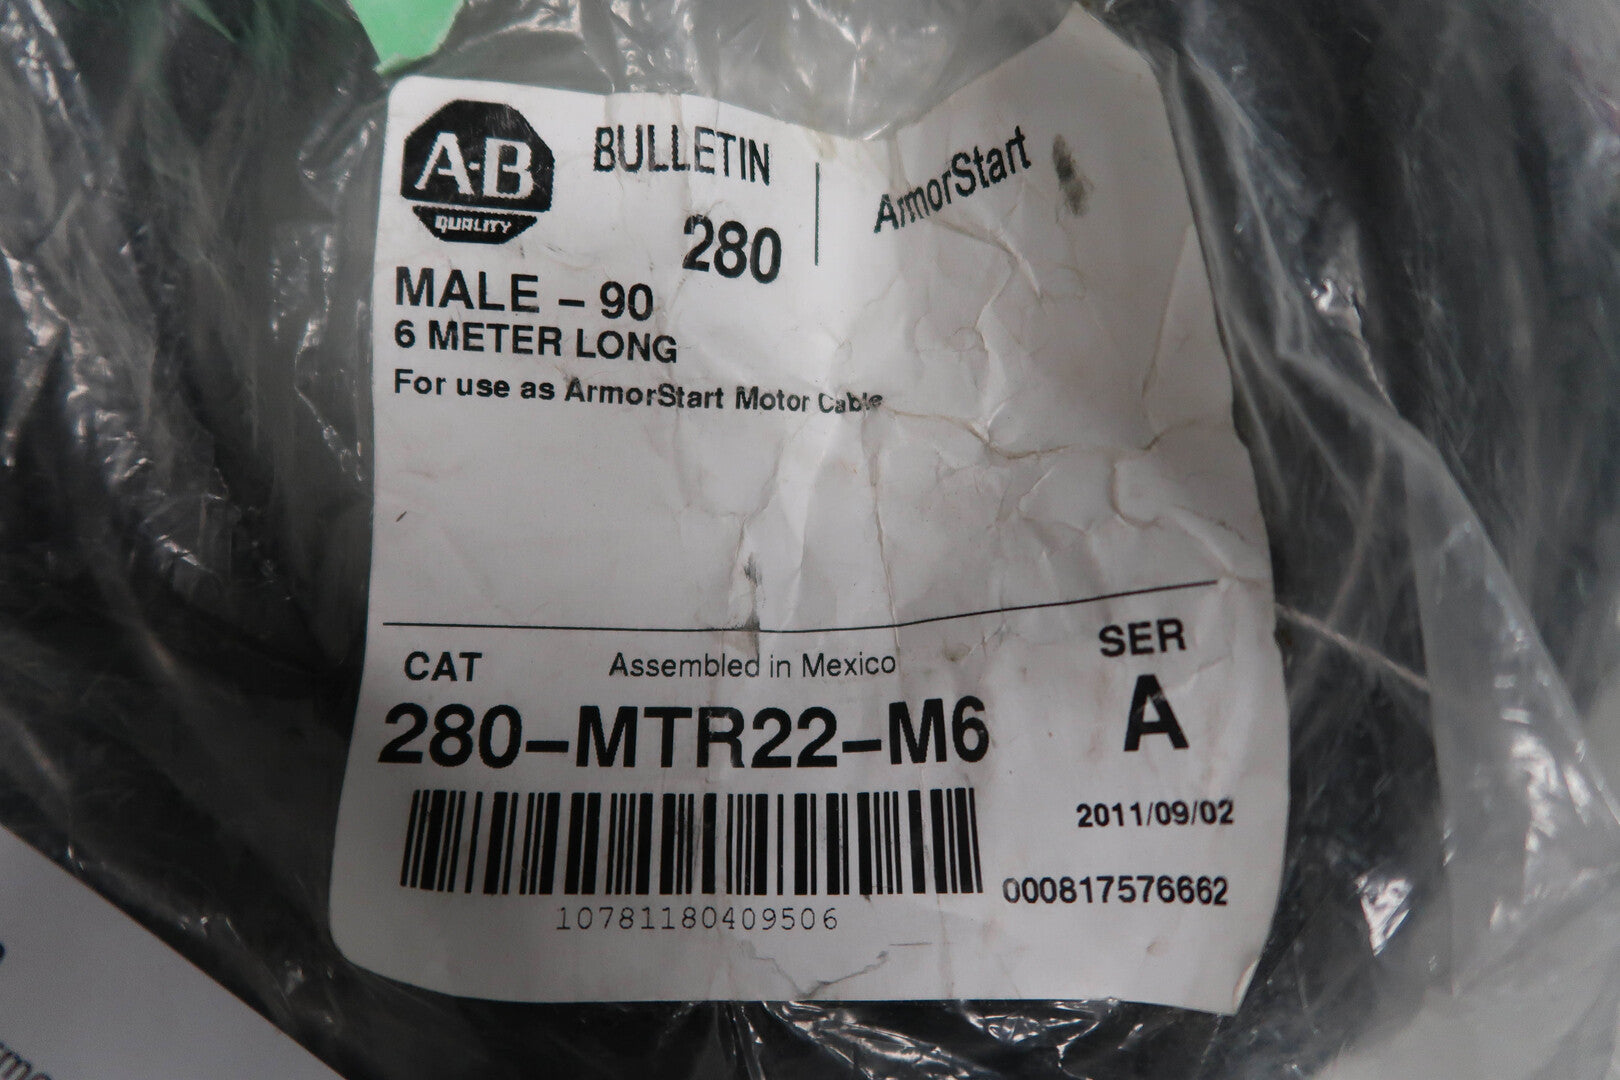 A-B
QUALITY
BULLETIN
280
ArmorStart
MALE - 90
6 METER LONG
For use as ArmorStart Motor Cable
CAT
Assembled in Mexico
SER
280-MTR22-M6
A
2011/09/02
000817576662
10781180409506